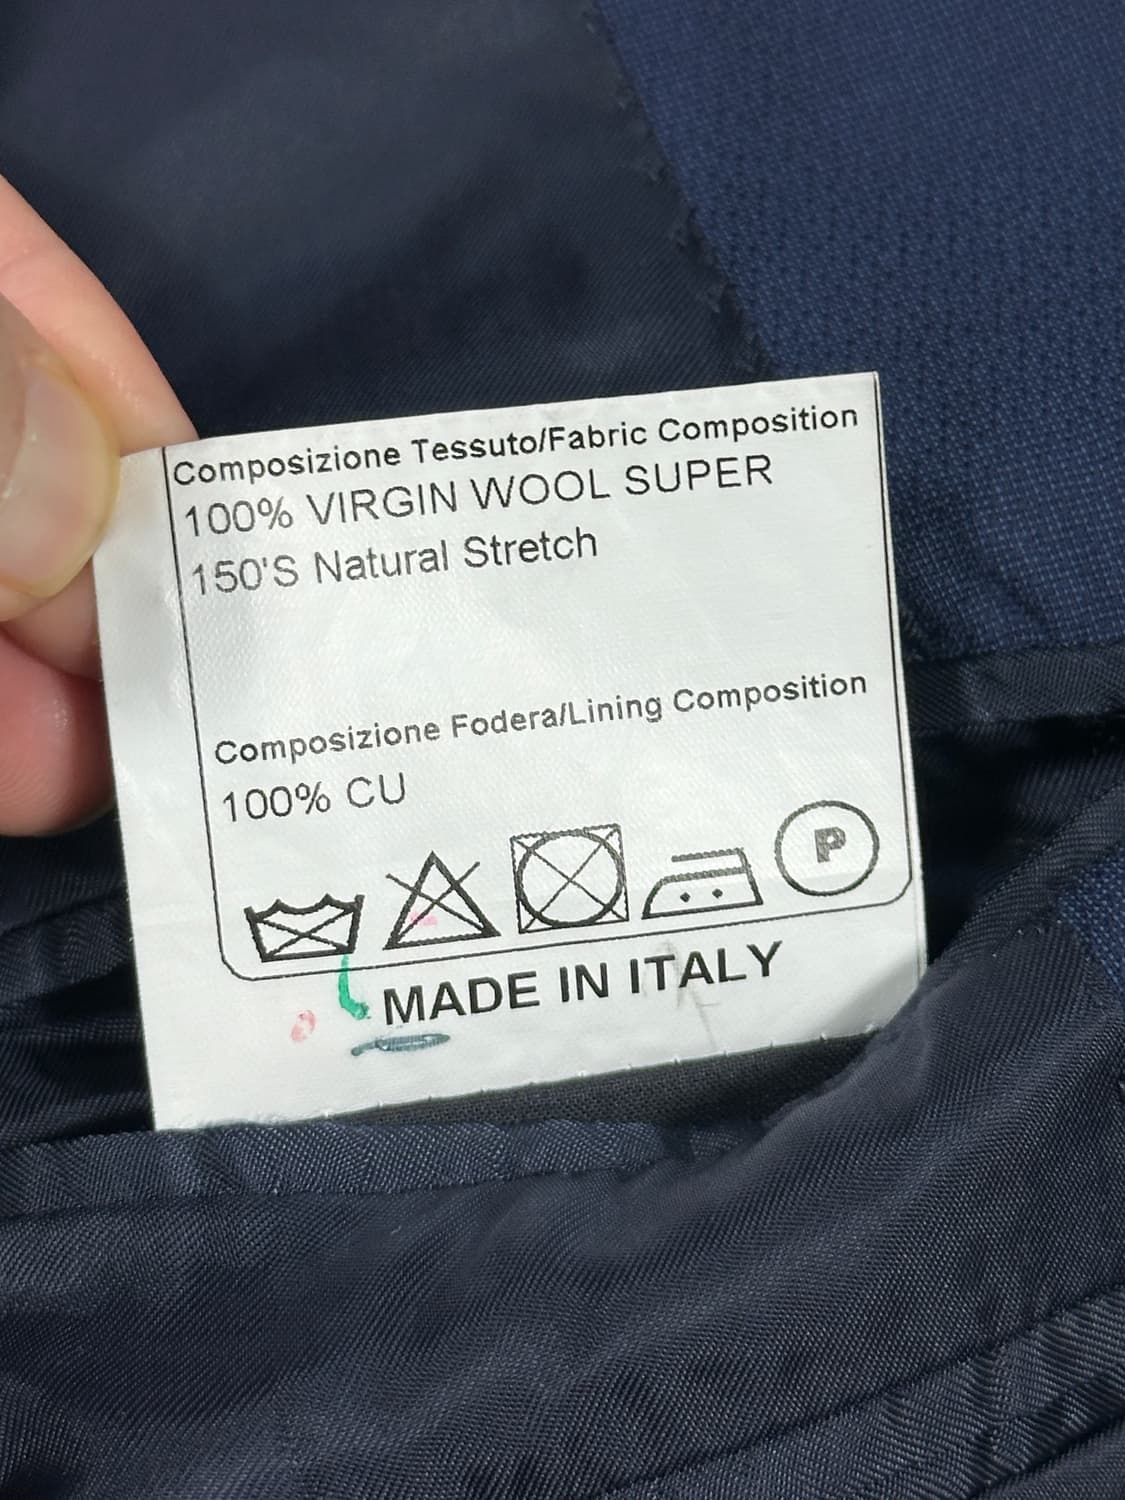 Composizione Tessuto/Fabric Composition
100% VIRGIN WOOL SUPER
150'S Natural Stretch
Composizione Fodera/Lining Composition
100% CU
P
MADE IN ITALY